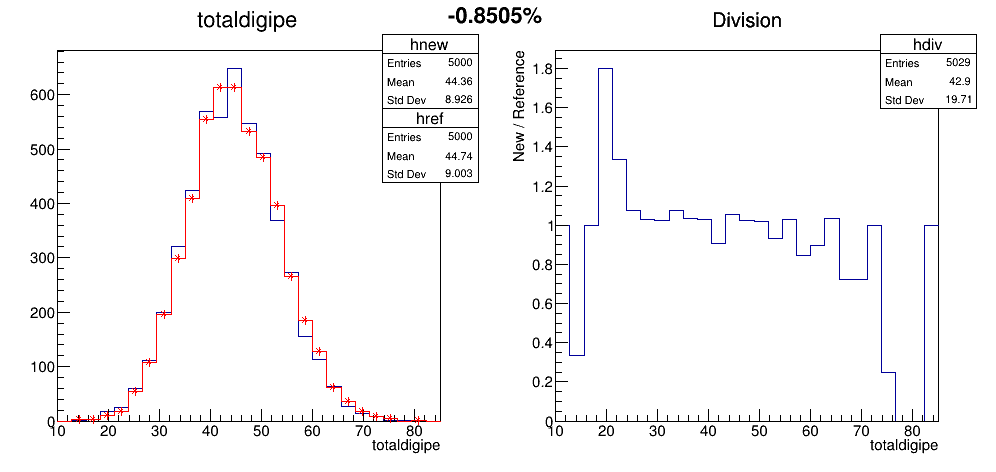 -0.8505%
totaldigipe
hnew
Entries 5000
Mean 44.36
Std Dev 8.926
href
Entries 5000
Mean 44.74
Std Dev 9.003
600
500
400
300
200
100
0
10 20 30 40 50 60 70 80
totaldigipe
Division
hdiv
Entries 5029
Mean 42.9
Std Dev 19.71
New / Reference
1.8
1.6
1.4
1.2
1
0.8
0.6
0.4
0.2
0
10 20 30 40 50 60 70 80
totaldigipe